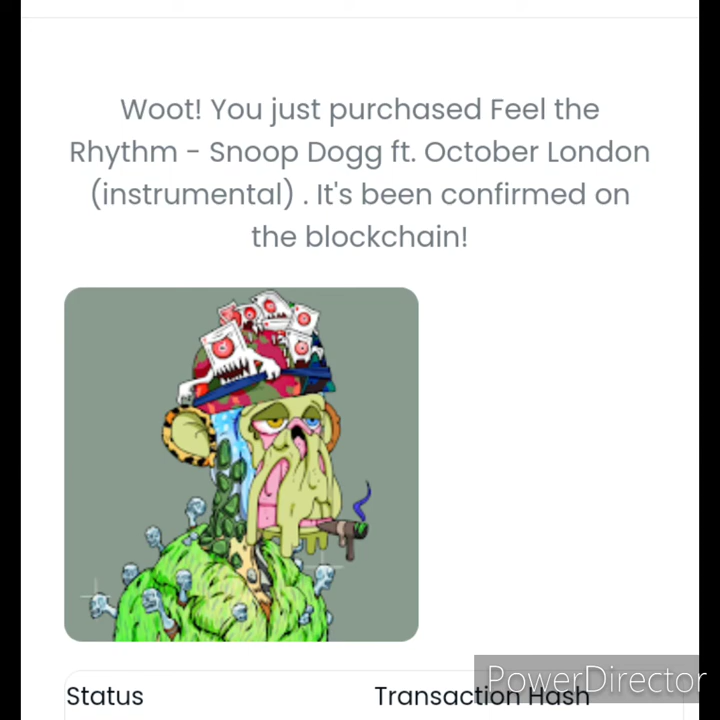 Woot! You just purchased Feel the
Rhythm - Snoop Dogg ft. October London
(instrumental) . It's been confirmed on
the blockchain!
Status Transaction Hash
PowerDirector